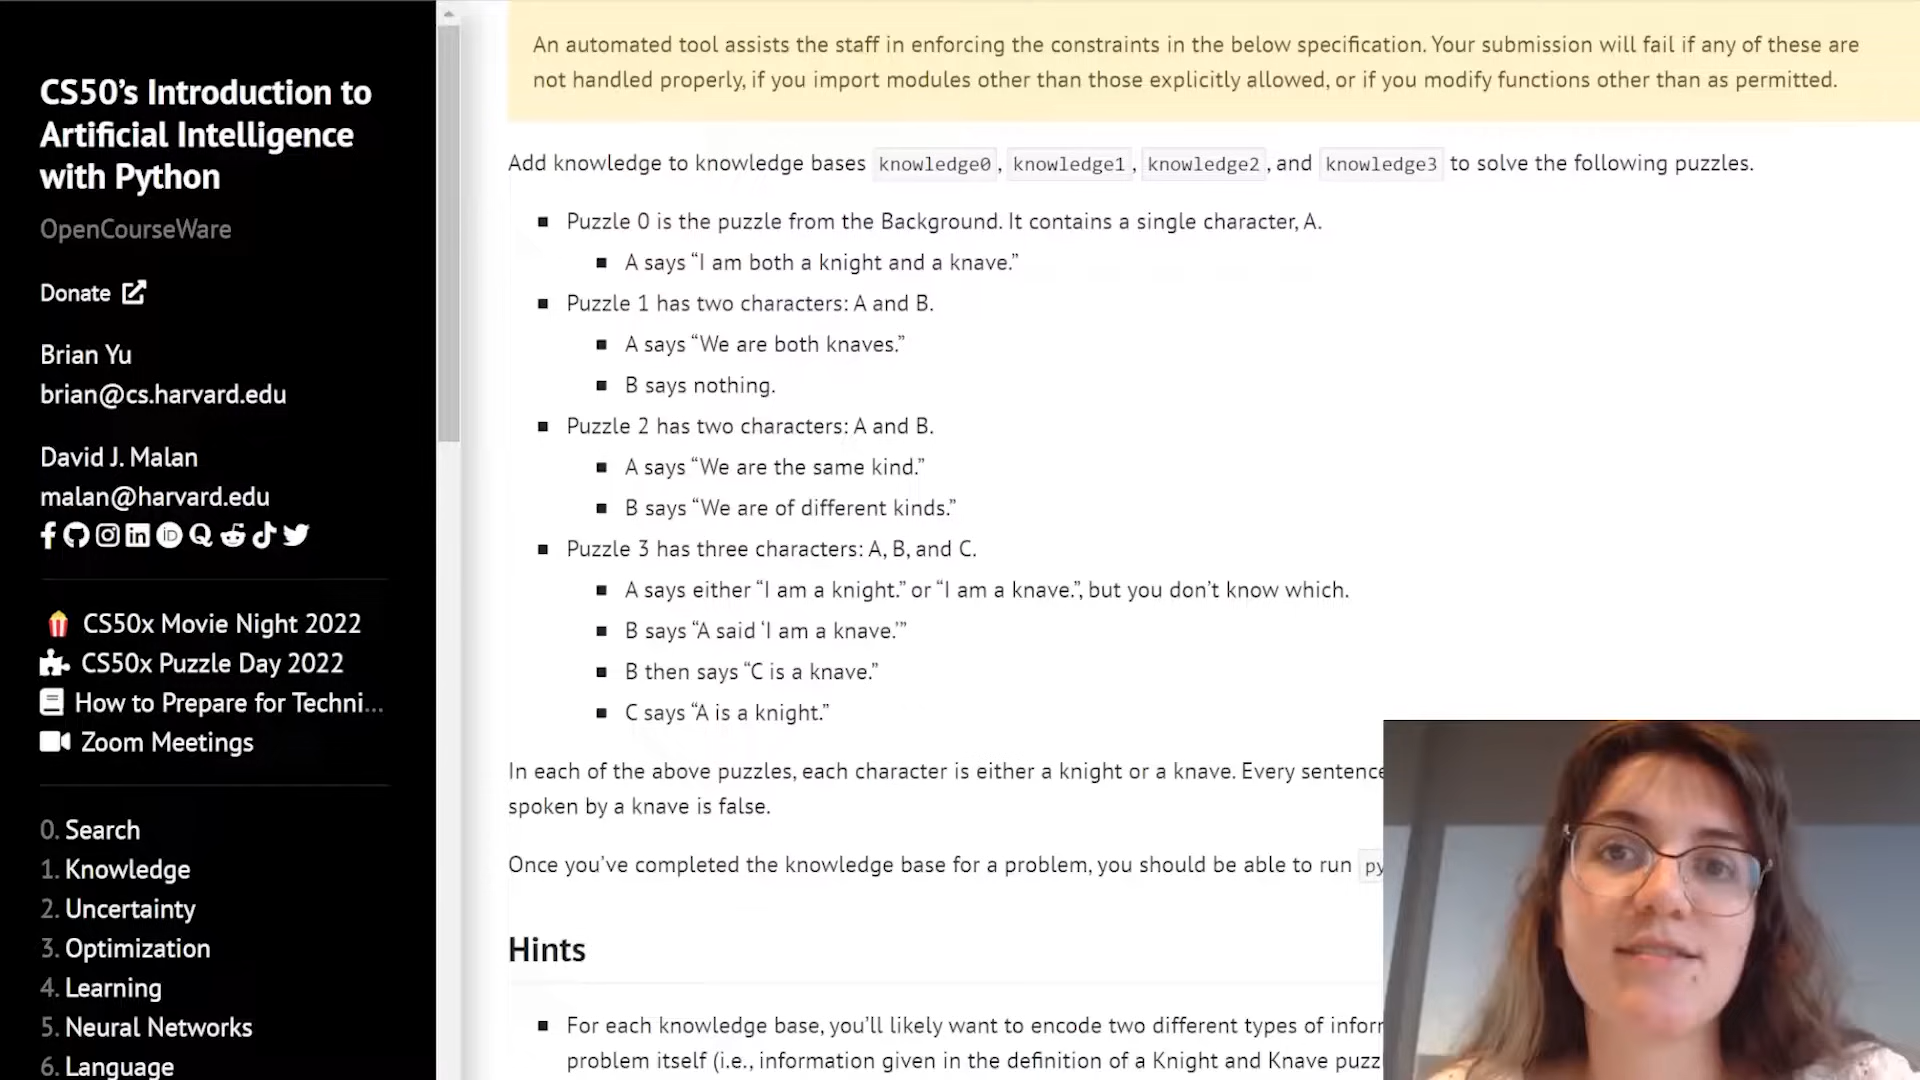 CS50’s Introduction to
Artificial Intelligence
with Python
OpenCourseWare
Donate
Brian Yu
brian@cs.harvard.edu
David J. Malan
malan@harvard.edu
CS50x Movie Night 2022
CS50x Puzzle Day 2022
How to Prepare for Techni...
Zoom Meetings
0. Search
1. Knowledge
2. Uncertainty
3. Optimization
4. Learning
5. Neural Networks
6. Language
An automated tool assists the staff in enforcing the constraints in the below specification. Your submission will fail if any of these are
not handled properly, if you import modules other than those explicitly allowed, or if you modify functions other than as permitted.
Add knowledge to knowledge bases knowledge0, knowledge1, knowledge2, and knowledge3 to solve the following puzzles.
Puzzle 0 is the puzzle from the Background. It contains a single character, A.
A says “I am both a knight and a knave.”
Puzzle 1 has two characters: A and B.
A says “We are both knaves.”
B says nothing.
Puzzle 2 has two characters: A and B.
A says “We are the same kind.”
B says “We are of different kinds.”
Puzzle 3 has three characters: A, B, and C.
A says either “I am a knight.” or “I am a knave.”, but you don’t know which.
B says “A said ‘I am a knave.’”
B then says “C is a knave.”
C says “A is a knight.”
In each of the above puzzles, each character is either a knight or a knave. Every sentence
spoken by a knave is false.
Once you’ve completed the knowledge base for a problem, you should be able to run py
Hints
For each knowledge base, you’ll likely want to encode two different types of infor
problem itself (i.e., information given in the definition of a Knight and Knave puz